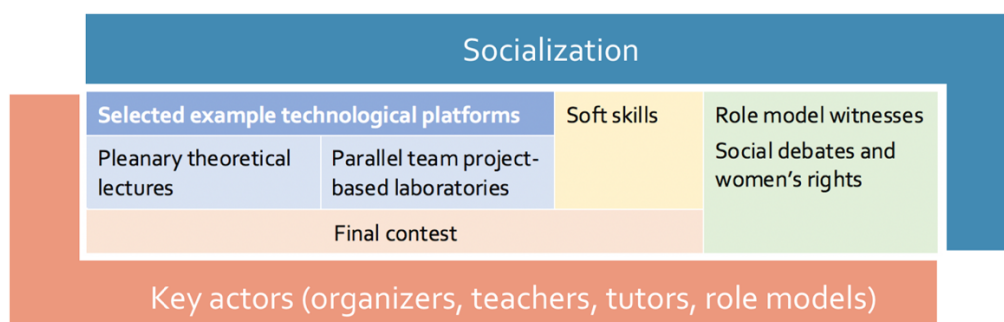 Socialization
Selected example technological platforms
Pleanary theoretical
lectures
Parallel team project-
based laboratories
Soft skills
Role model witnesses
Social debates and
women's rights
Final contest
Key actors (organizers, teachers, tutors, role models)